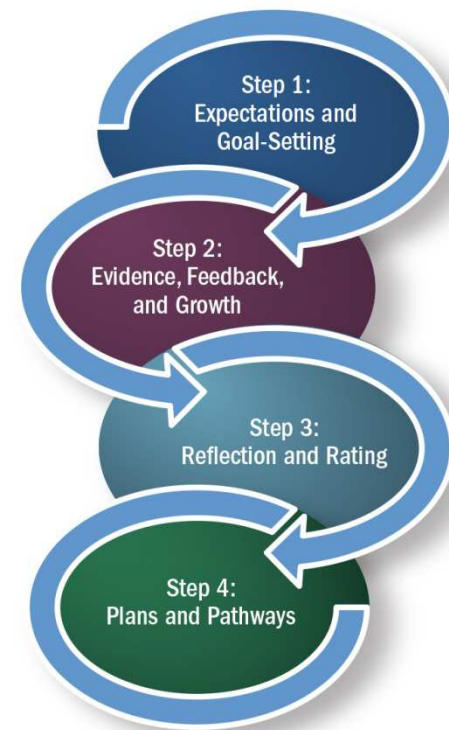 Step 1:
Expectations and
Goal-Setting
Step 2:
Evidence, Feedback,
and Growth
Step 3:
Reflection and Rating
Step 4:
Plans and Pathways